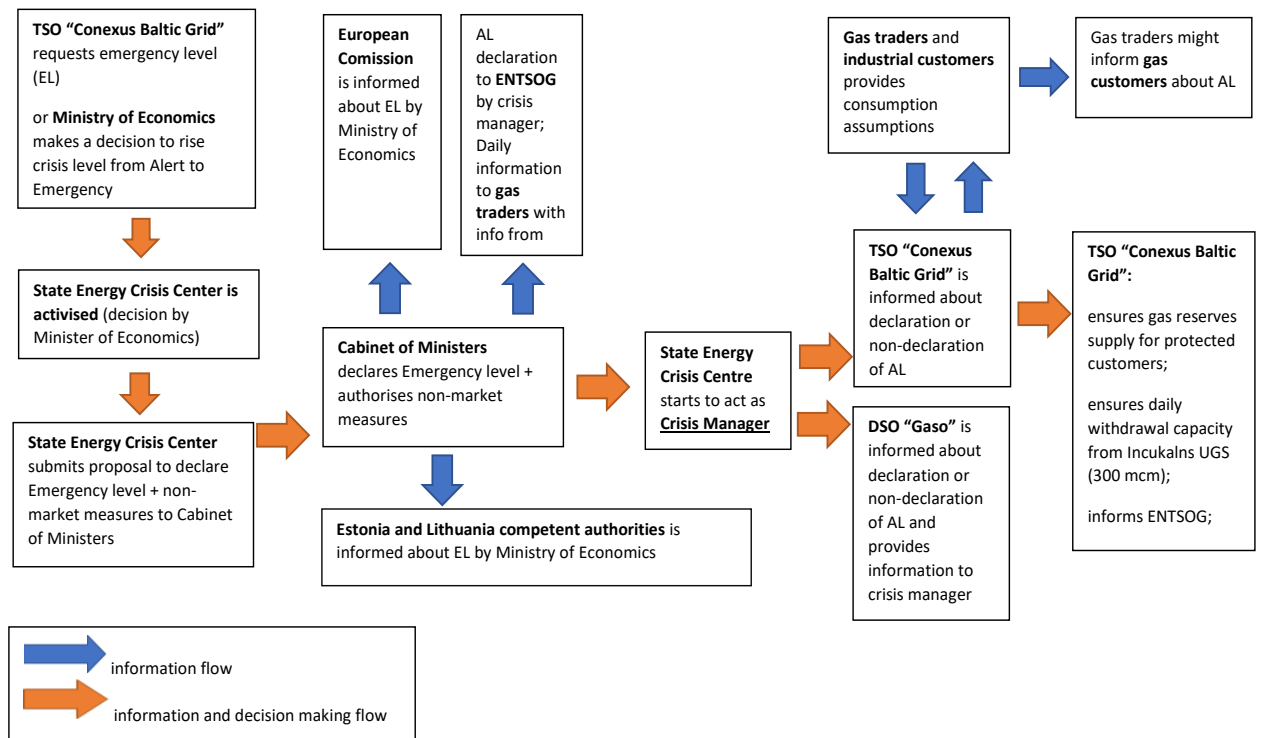 TSO “Conexus Baltic Grid”
requests emergency level
(EL)
or Ministry of Economics
makes a decision to rise
crisis level from Alert to
Emergency
State Energy Crisis Center is
activised (decision by
Minister of Economics)
State Energy Crisis Center
submits proposal to declare
Emergency level + non-
market measures to Cabinet
of Ministers
European
Comission
is informed
about EL by
Ministry of
Economics
AL
declaration
to ENTSOG
by crisis
manager;
Daily
information
to gas
traders with
info from
Cabinet of Ministers
declares Emergency level +
authorises non-market
measures
Estonia and Lithuania competent authorities is
informed about EL by Ministry of Economics
State Energy
Crisis Centre
starts to act as
Crisis Manager
Gas traders and
industrial customers
provides
consumption
assumptions
Gas traders might
inform gas
customers about AL
TSO “Conexus
Baltic Grid” is
informed about
declaration or
non-declaration
of AL
DSO “Gaso” is
informed about
declaration or
non-declaration
of AL and
provides
information to
crisis manager
TSO “Conexus Baltic
Grid”:
ensures gas reserves
supply for protected
customers;
ensures daily
withdrawal capacity
from Incukalns UGS
(300 mcm);
informs ENTSOG;
information flow
information and decision making flow